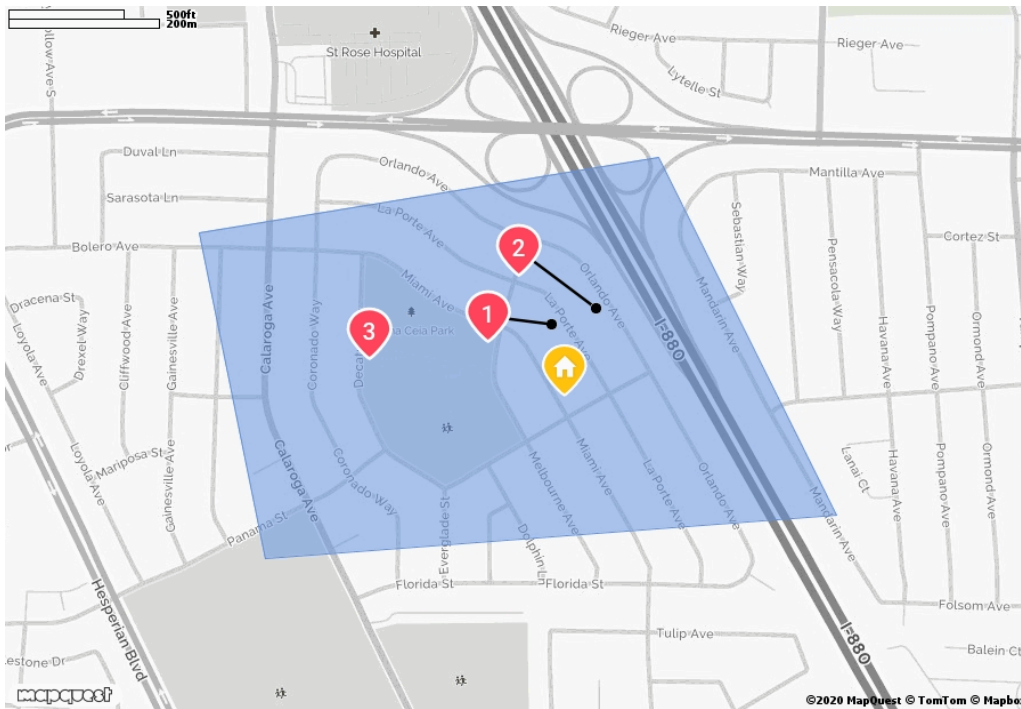 500ft
200m
St Rose Hospital
Rieger Ave
Rieger Ave
Lytelle St
Duval Ln
Orlando Ave
Mantilla Ave
Sarasota Ln
La Porte Ave
Sebastian Way
Bolero Ave
Cortez St
2
Pensacola Way
Miami Ave
Orlando Ave
Mandarin Ave
Dracena St
1
La Porte Ave
3
Ceia Park
I-880
Loyola Ave
Drexel Way
Cliffwood Ave
Gainesville Ave
Calaroga Ave
Coronado Way
Havana Ave
Pompano Ave
Ormond Ave
Mariposa St
Loyola Ave
Gainesville Ave
Calaroga Ave
Coronado Way
Melbourne Ave
Miami Ave
La Porte Ave
Orlando Ave
Lanai Ct
Mandarin Ave
Havana Ave
Pompano Ave
Ormond Ave
Panama St
Everglade St
Florida St
Florida St
Hesperian Blvd
Folsom Ave
Tulip Ave
I-880
Balein Ct
lestone Dr
mapquest
©2020 MapQuest © TomTom © Mapbo